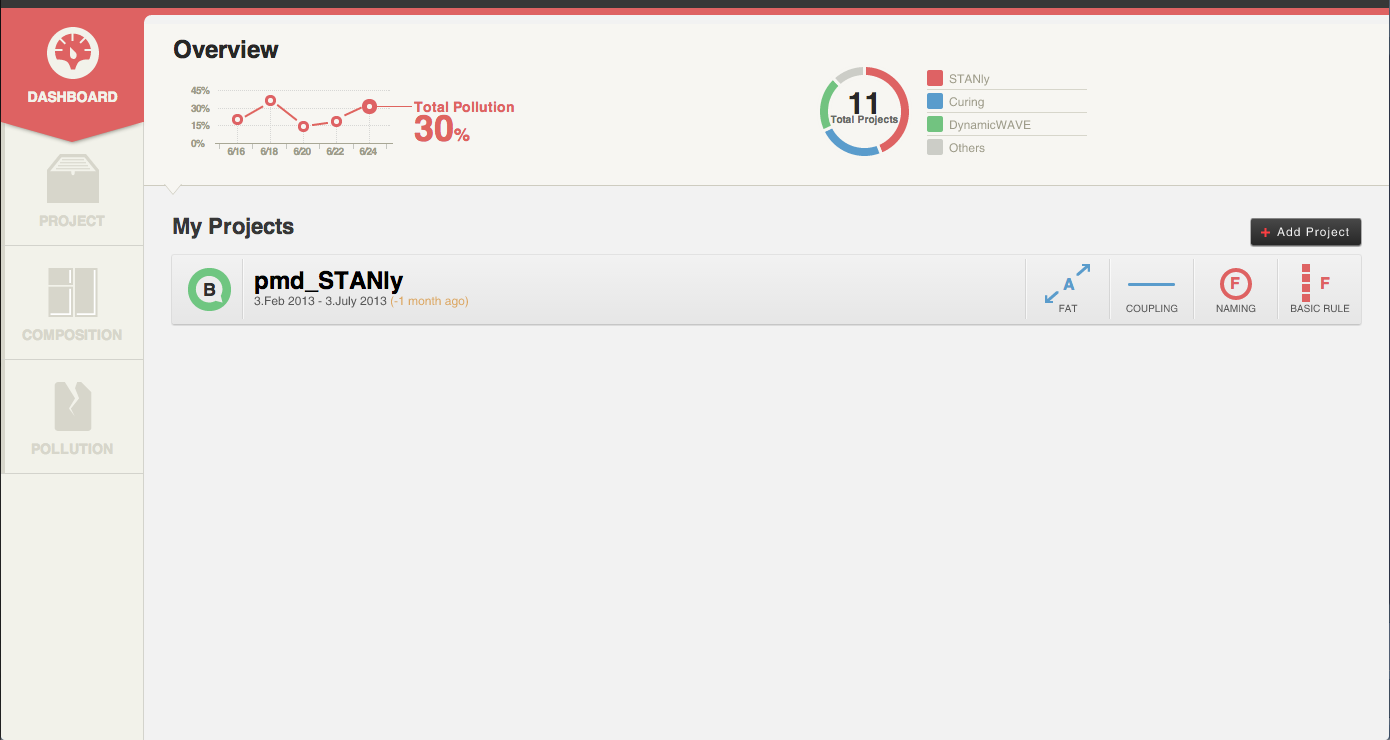 DASHBOARD
PROJECT
COMPOSITION
POLLUTION
Overview
45%
30%
15%
0%
6/16 6/18 6/20 6/22 6/24
Total Pollution
30%
11
Total Projects
STANly
Curing
DynamicWAVE
Others
My Projects
+ Add Project
B
pmd_STANly
3.Feb 2013 - 3.July 2013 (-1 month ago)
A
FAT
COUPLING
F
NAMING
F
BASIC RULE